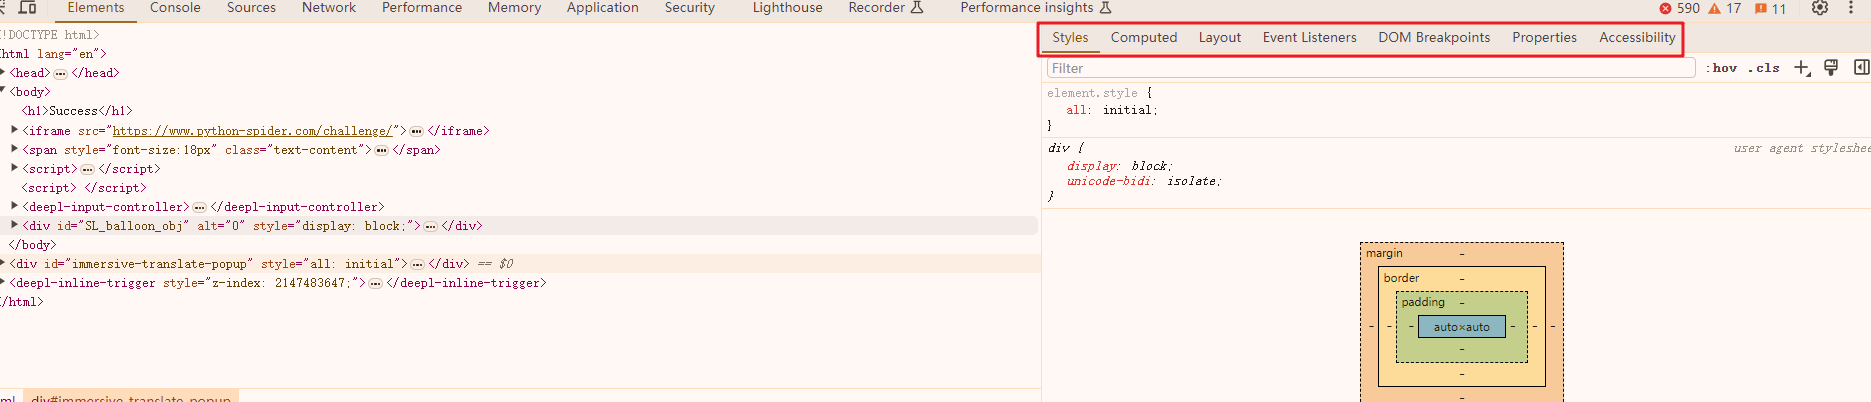 Elements Console Sources Network Performance Memory Application Security Lighthouse Recorder Performance insights 590 17 11
!DOCTYPE html>
html lang="en">
<head> ··· </head>
<body>
<h1>Success</h1>
<iframe src="https://www.python-spider.com/challenge/"> ··· </iframe>
<span style="font-size:18px" class="text-content"> ··· </span>
<script> ··· </script>
<script> </script>
<deepl-input-controller> ··· </deepl-input-controller>
<div id="SL_balloon_obj" alt="0" style="display: block;"> ··· </div>
</body>
<div id="immersive-translate-popup" style="all: initial"> ··· </div> == $0
<deepl-inline-trigger style="z-index: 2147483647;"> ··· </deepl-inline-trigger>
/html>
div#immersive-translate-popup
Styles Computed Layout Event Listeners DOM Breakpoints Properties Accessibility
Filter :hov .cls
element.style {
all: initial;
}
div { user agent styleshee
display: block;
unicode-bidi: isolate;
}
margin -
border -
padding -
- - - auto×auto - - -
-
-
-